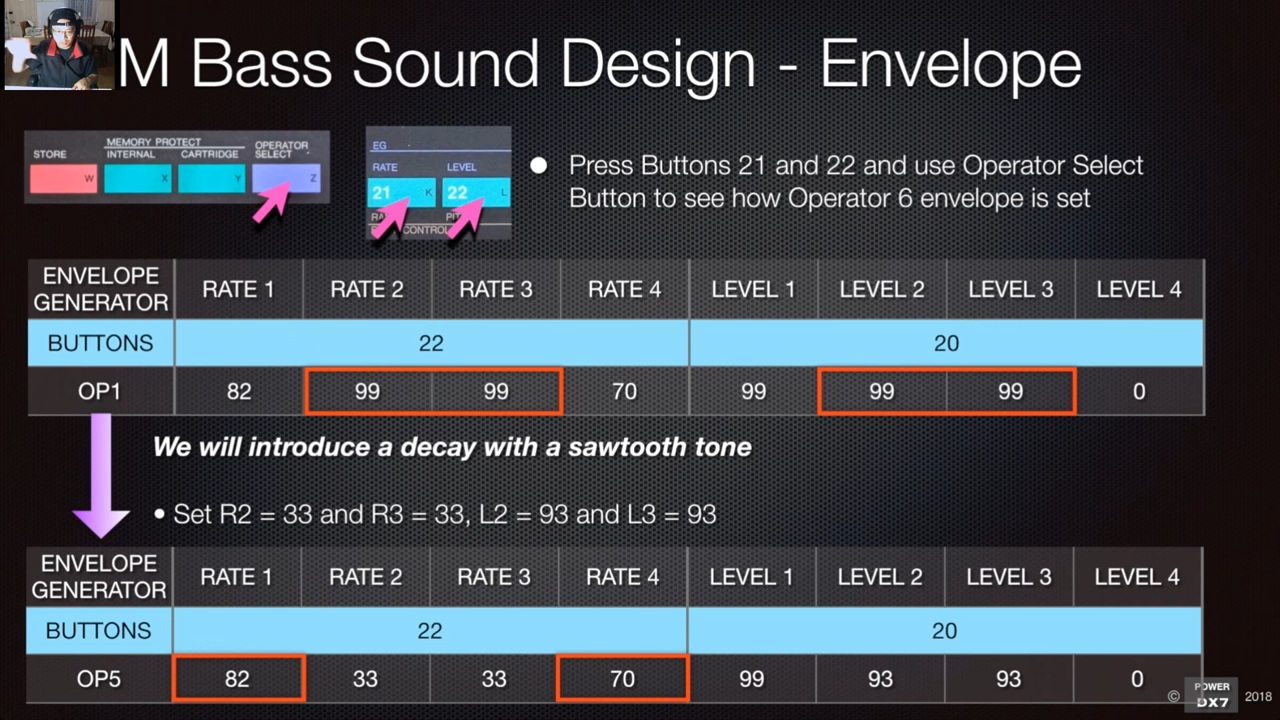 M Bass Sound Design - Envelope
STORE MEMORY PROTECT OPERATOR
INTERNAL CARTRIDGE SELECT
W X Y Z
EG
RATE LEVEL
21 K 22 L
CONTROL
● Press Buttons 21 and 22 and use Operator Select
Button to see how Operator 6 envelope is set
ENVELOPE GENERATOR RATE 1 RATE 2 RATE 3 RATE 4 LEVEL 1 LEVEL 2 LEVEL 3 LEVEL 4
BUTTONS 22 20
OP1 82 99 99 70 99 99 99 0
We will introduce a decay with a sawtooth tone
• Set R2 = 33 and R3 = 33, L2 = 93 and L3 = 93
ENVELOPE GENERATOR RATE 1 RATE 2 RATE 3 RATE 4 LEVEL 1 LEVEL 2 LEVEL 3 LEVEL 4
BUTTONS 22 20
OP5 82 33 33 70 99 93 93 0
© POWER DX7 2018